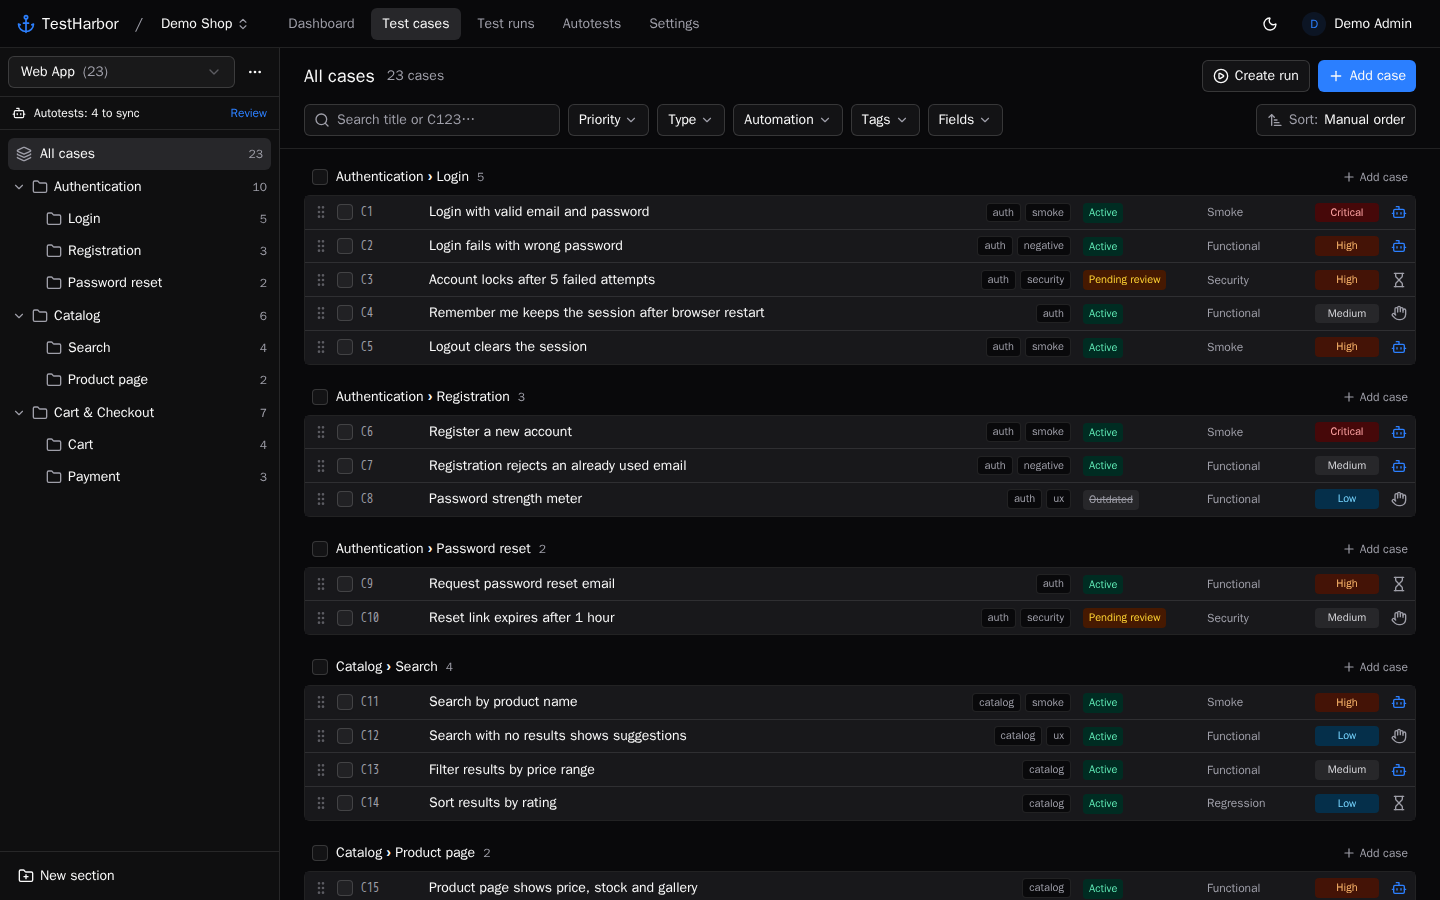 TestHarbor / Demo Shop Dashboard Test cases Test runs Autotests Settings D Demo Admin
Web App (23)
Autotests: 4 to sync Review
All cases 23
Authentication 10
Login 5
Registration 3
Password reset 2
Catalog 6
Search 4
Product page 2
Cart & Checkout 7
Cart 4
Payment 3
New section
All cases 23 cases Create run Add case
Search title or C123⋯ Priority Type Automation Tags Fields Sort: Manual order
Authentication › Login 5 Add case
C1 Login with valid email and password auth smoke Active Smoke Critical
C2 Login fails with wrong password auth negative Active Functional High
C3 Account locks after 5 failed attempts auth security Pending review Security High
C4 Remember me keeps the session after browser restart auth Active Functional Medium
C5 Logout clears the session auth smoke Active Smoke High
Authentication › Registration 3 Add case
C6 Register a new account auth smoke Active Smoke Critical
C7 Registration rejects an already used email auth negative Active Functional Medium
C8 Password strength meter auth ux Outdated Functional Low
Authentication › Password reset 2 Add case
C9 Request password reset email auth Active Functional High
C10 Reset link expires after 1 hour auth security Pending review Security Medium
Catalog › Search 4 Add case
C11 Search by product name catalog smoke Active Smoke High
C12 Search with no results shows suggestions catalog ux Active Functional Low
C13 Filter results by price range catalog Active Functional Medium
C14 Sort results by rating catalog Active Regression Low
Catalog › Product page 2 Add case
C15 Product page shows price, stock and gallery catalog Active Functional High